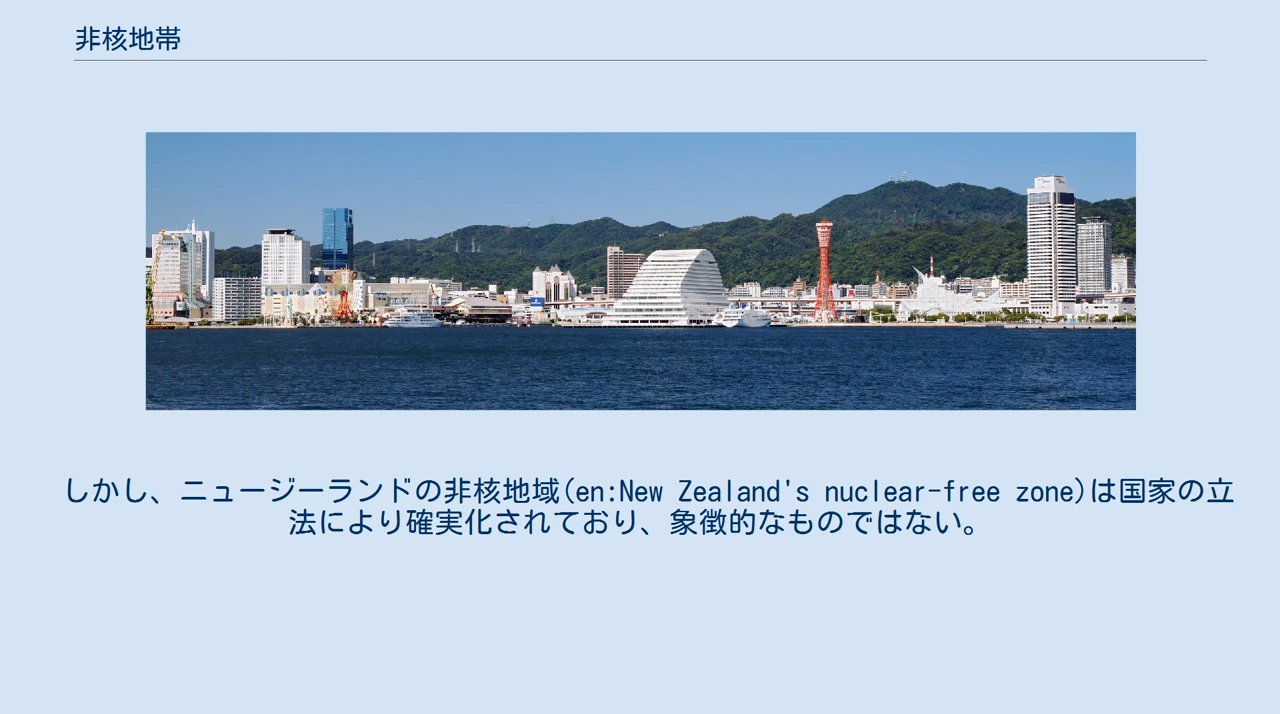 非核地帯
しかし、ニュージーランドの非核地域(en:New Zealand's nuclear-free zone)は国家の立
法により確実化されており、象徴的なものではない。